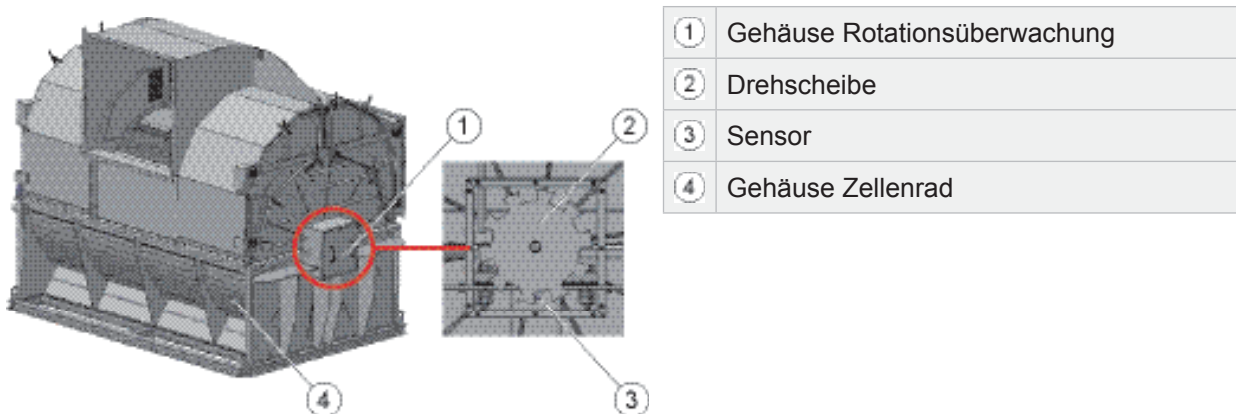 1 Gehäuse Rotationsüberwachung
2 Drehscheibe
3 Sensor
4 Gehäuse Zellenrad
1
2
4
3